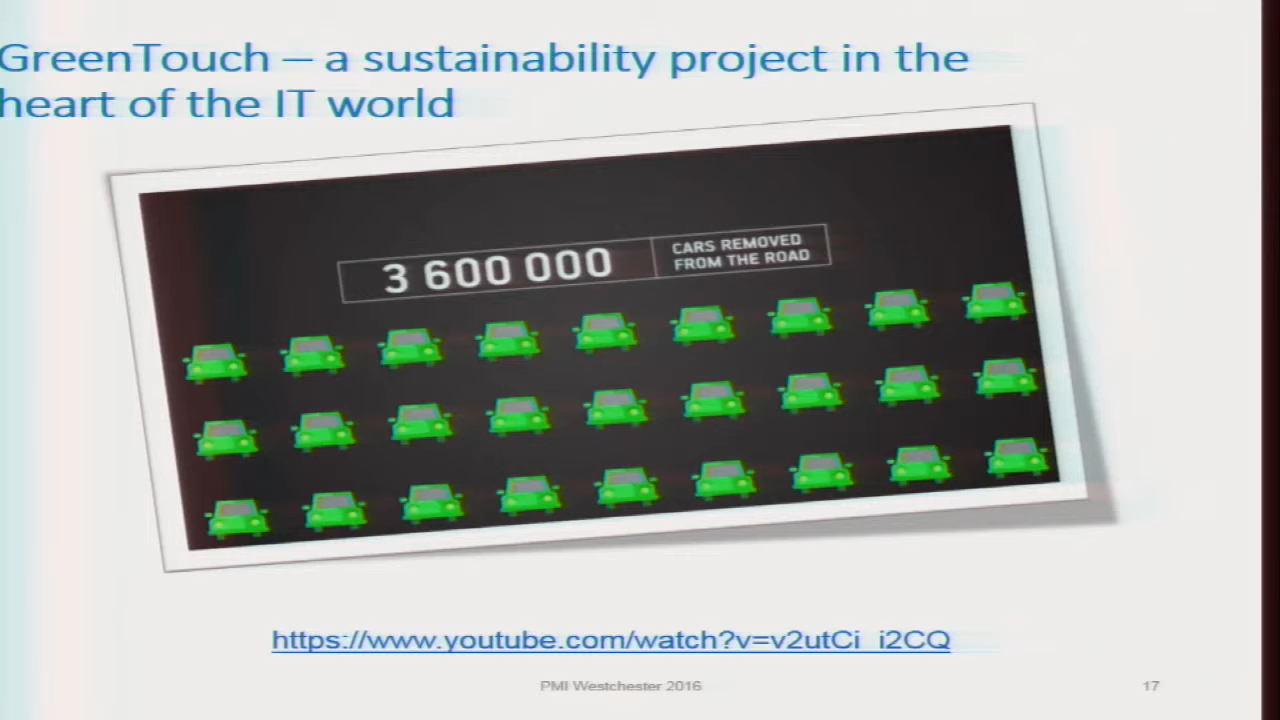 GreenTouch – a sustainability project in the
heart of the IT world
3 600 000
CARS REMOVED
FROM THE ROAD
https://www.youtube.com/watch?v=v2utCi_i2CQ
PMI Westchester 2016
17